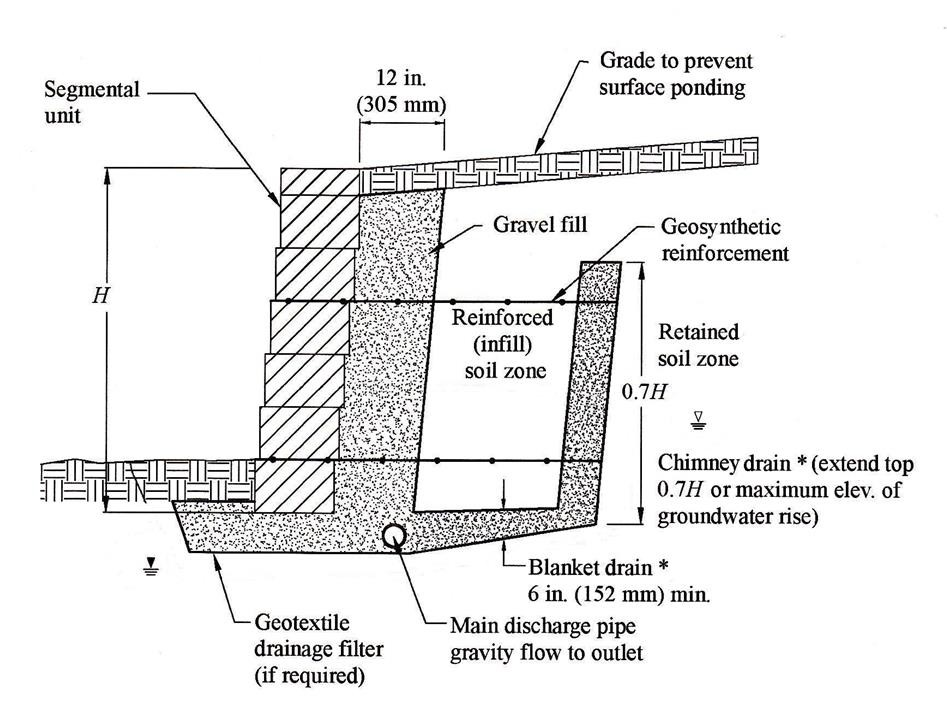 Segmental
unit
12 in.
(305 mm)
Grade to prevent
surface ponding
Gravel fill
Geosynthetic
reinforcement
H
Reinforced
(infill)
soil zone
Retained
soil zone
0.7H
Chimney drain * (extend top
0.7H or maximum elev. of
groundwater rise)
Blanket drain *
6 in. (152 mm) min.
Geotextile
drainage filter
(if required)
Main discharge pipe
gravity flow to outlet